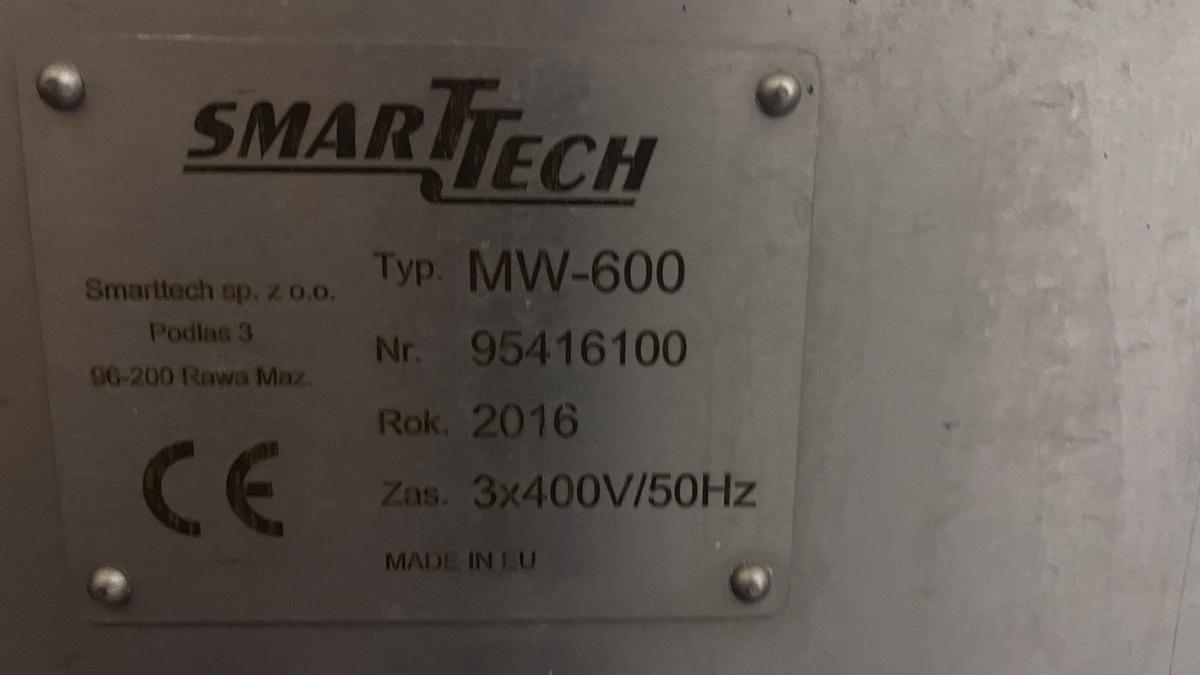 SMARTTECH
Smarttech sp. z o.o.
Podlas 3
96-200 Rawa Maz.
CE
Typ. MW-600
Nr. 95416100
Rok. 2016
Zas. 3x400V/50Hz
MADE IN EU